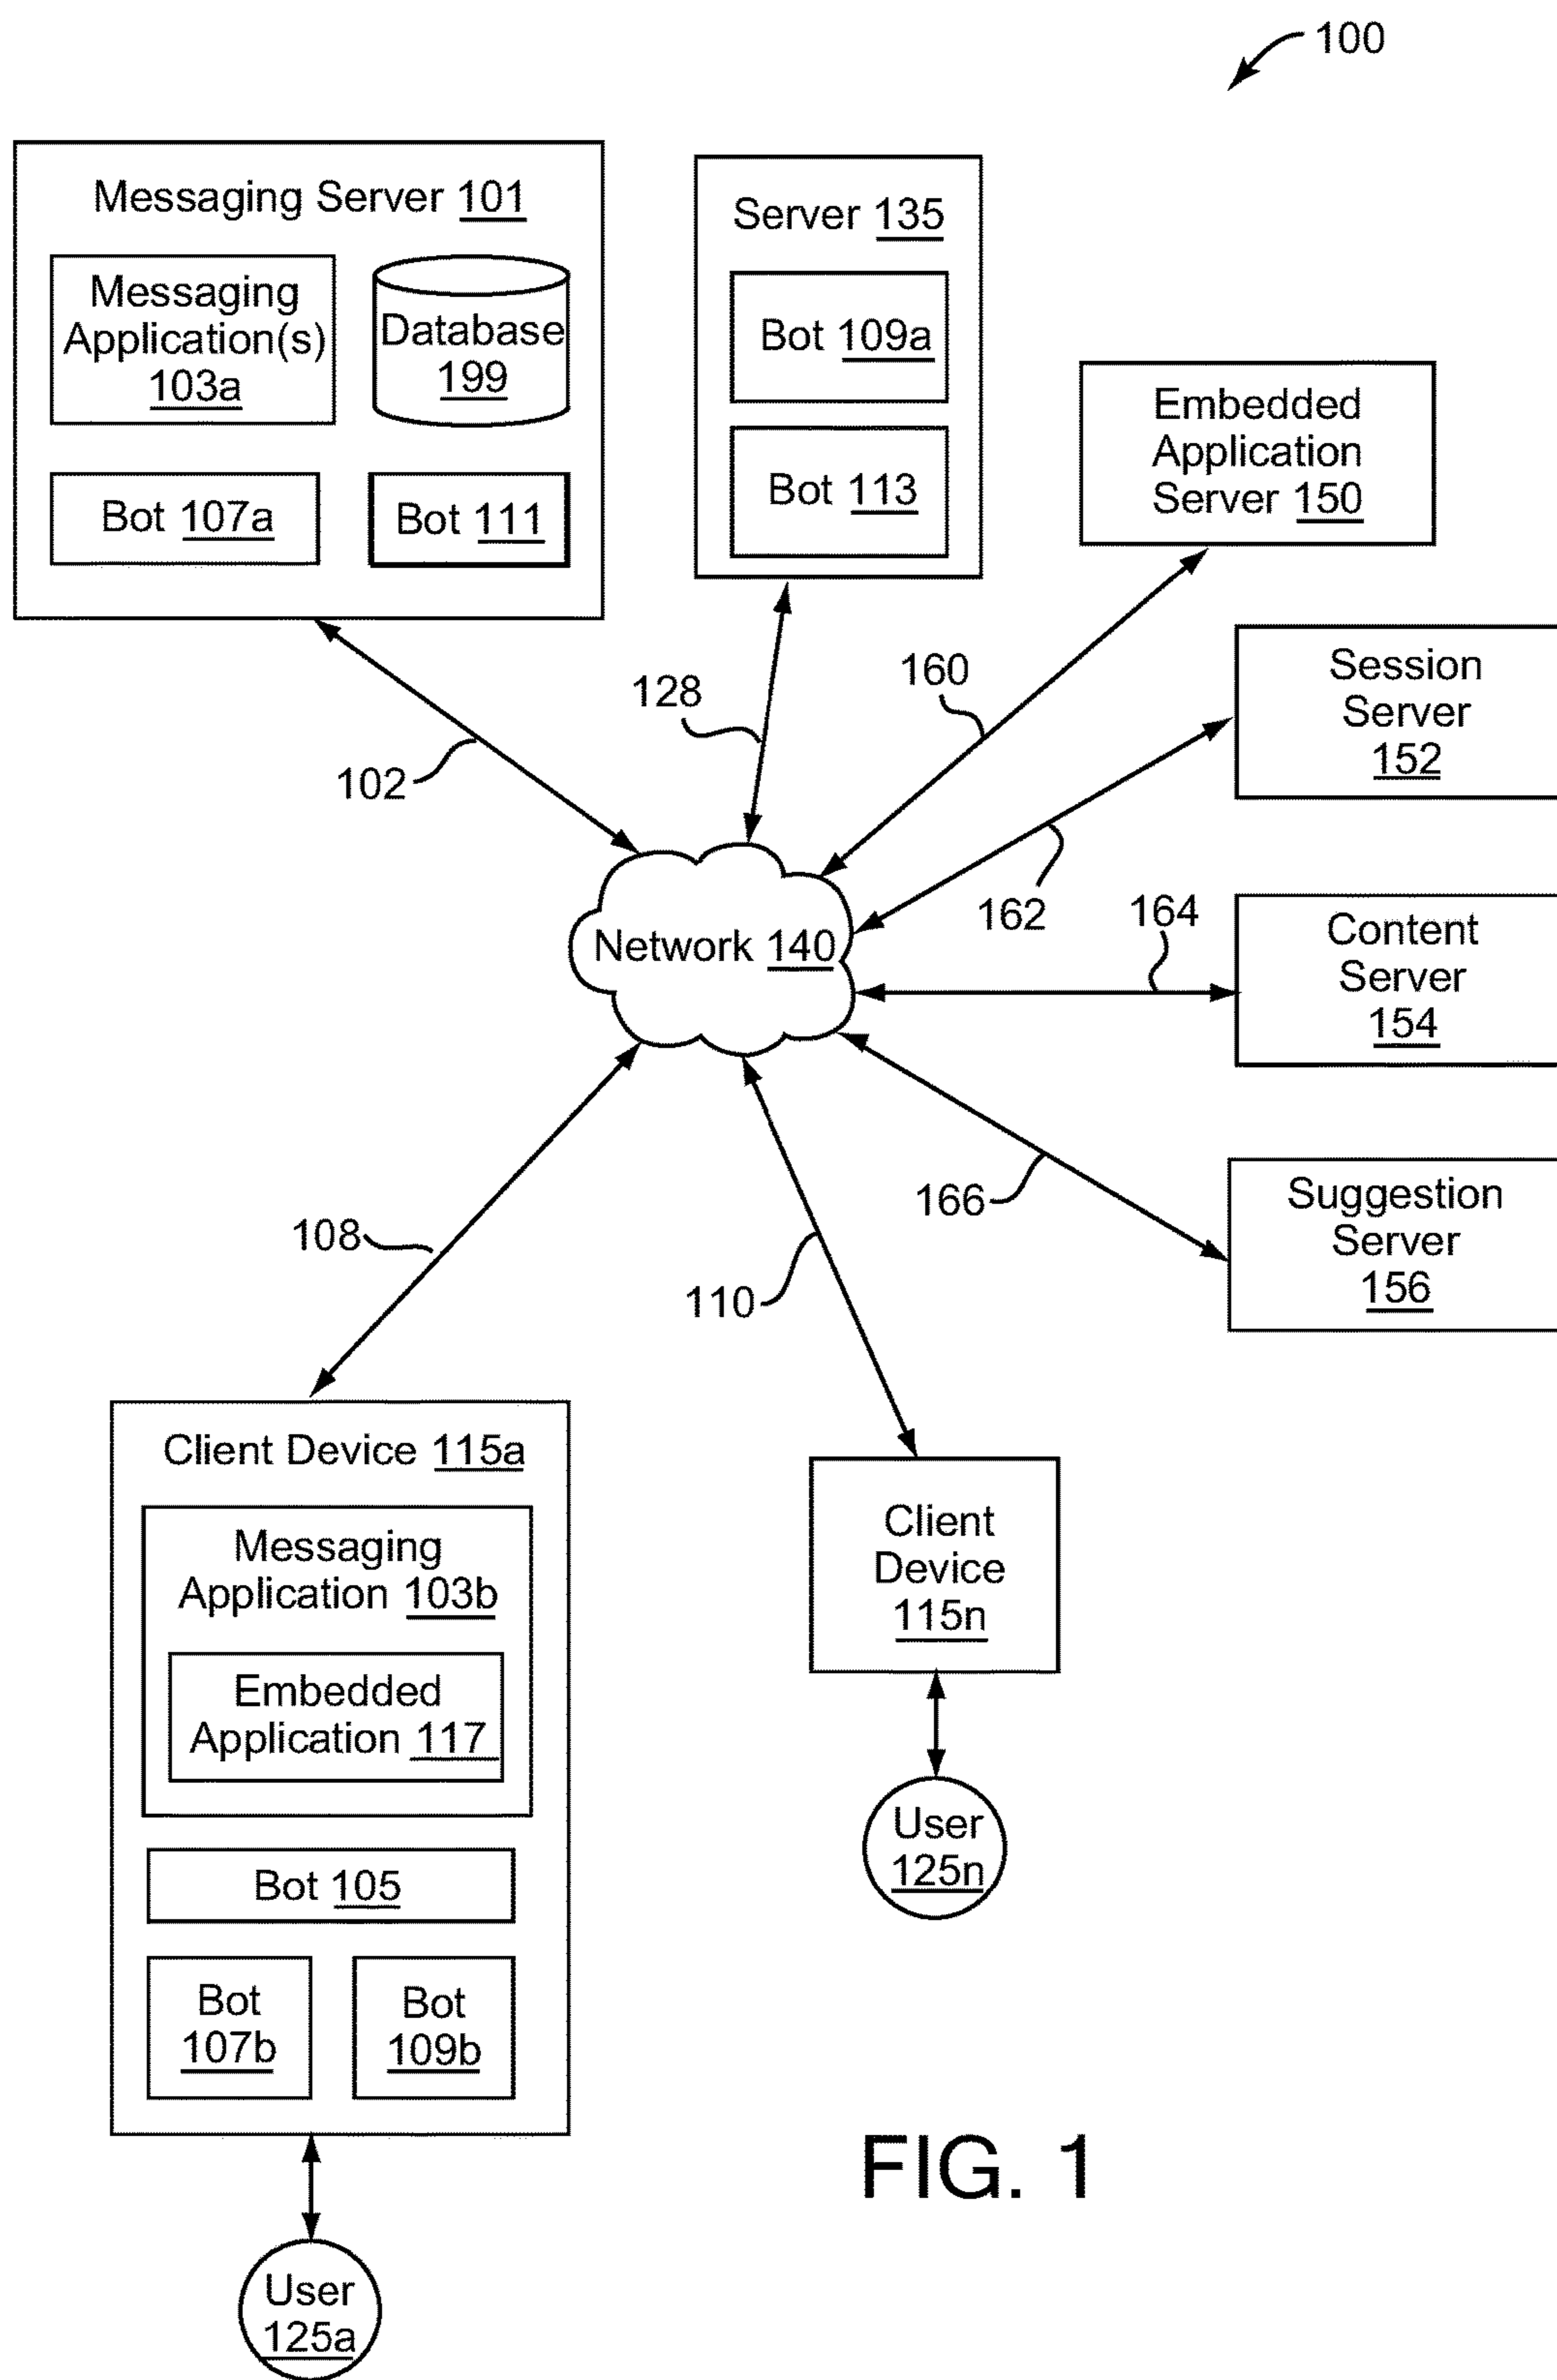 100
Messaging Server 101
Messaging
Application(s)
103a
Database
199
Bot 107a
Bot 111
Server 135
Bot 109a
Bot 113
Embedded
Application
Server 150
Session
Server
152
Content
Server
154
Suggestion
Server
156
102
128
160
162
164
166
Network 140
108
110
Client Device 115a
Messaging
Application 103b
Embedded
Application 117
Bot 105
Bot
107b
Bot
109b
User
125a
Client
Device
115n
User
125n
FIG. 1